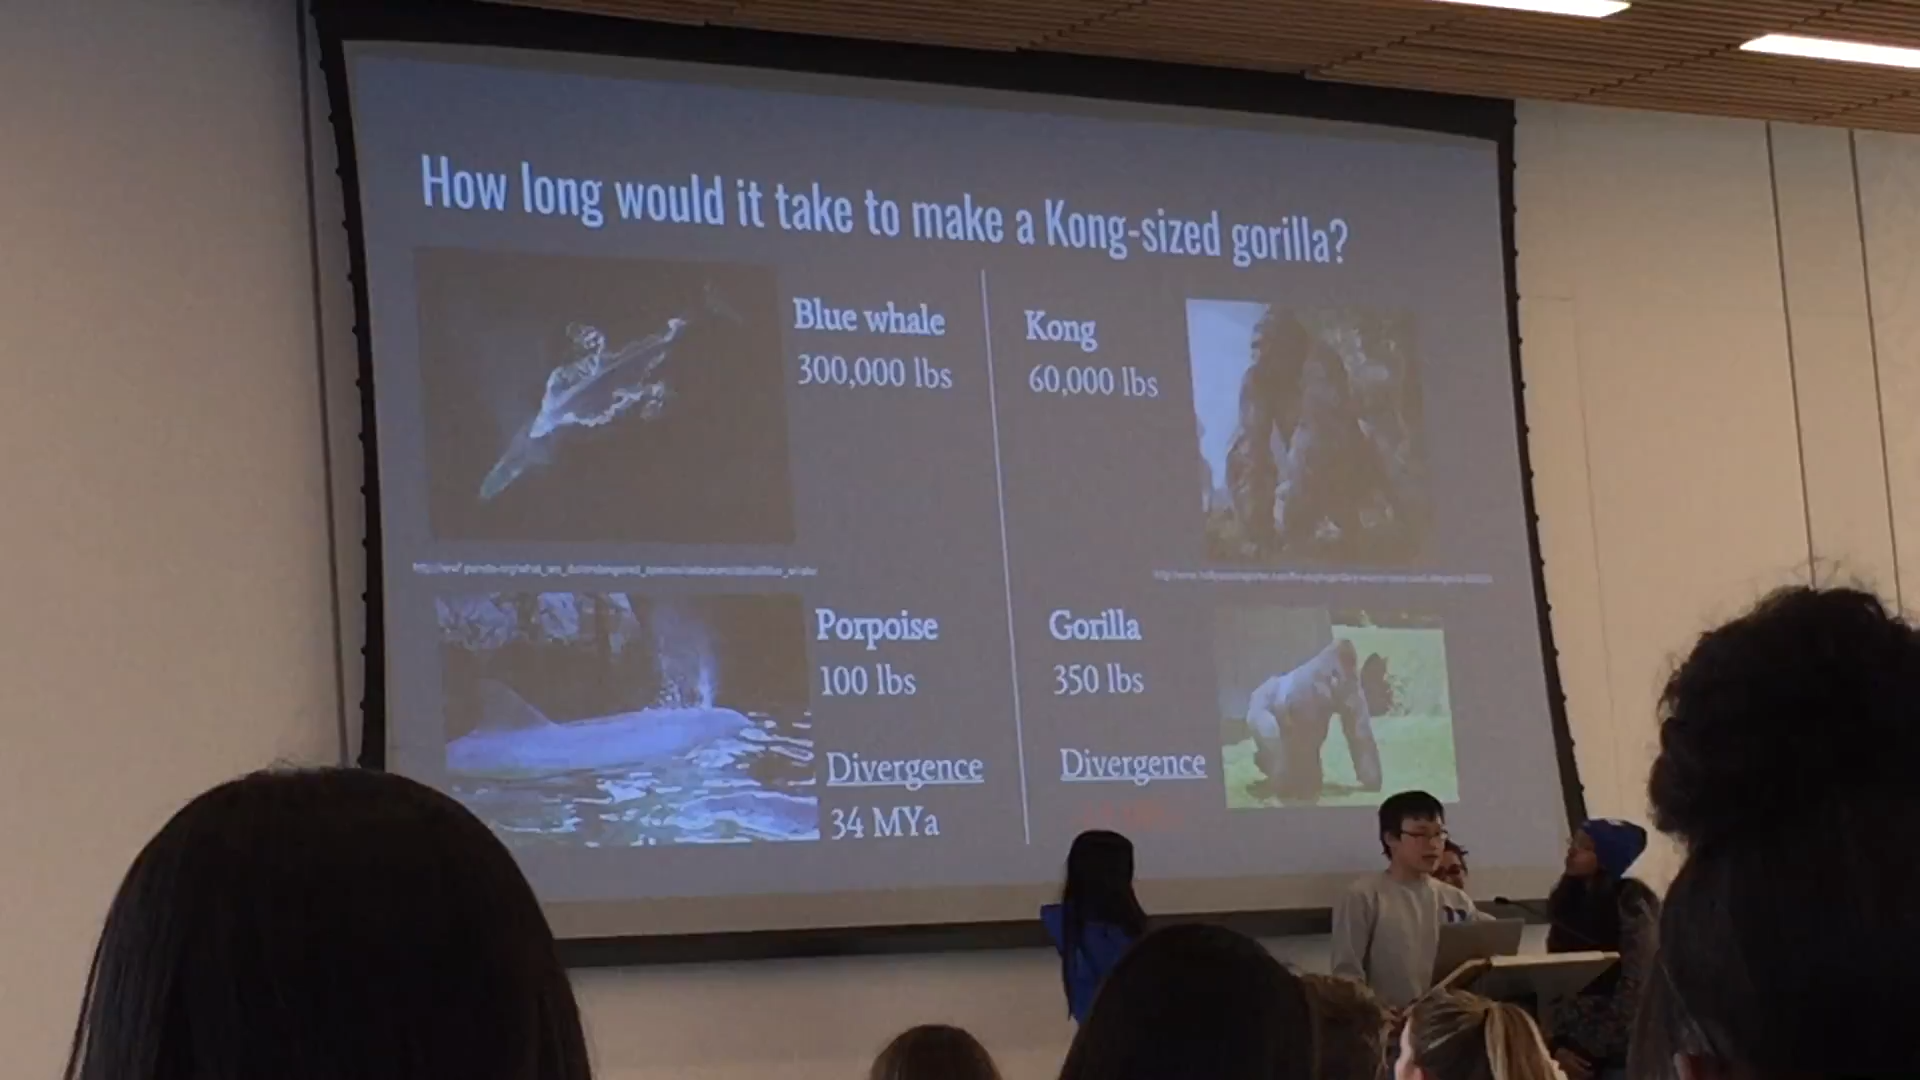 How long would it take to make a Kong-sized gorilla?
Blue whale
300,000 lbs
Kong
60,000 lbs
Porpoise
100 lbs
Divergence
34 MYa
Gorilla
350 lbs
Divergence